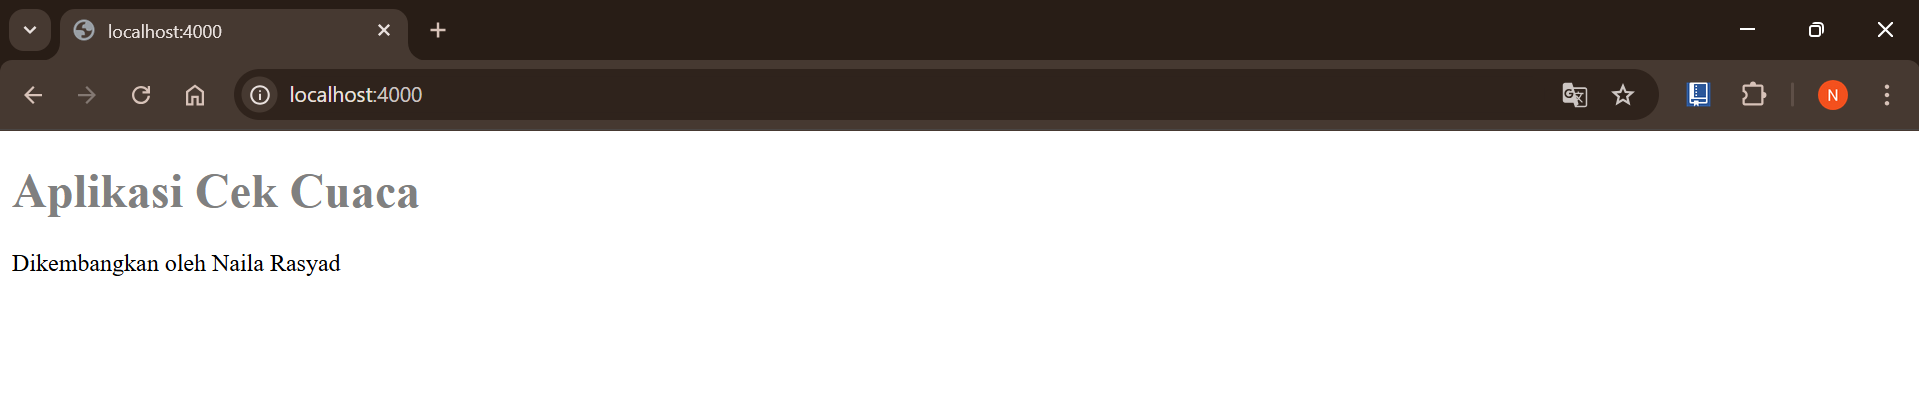 localhost:4000
localhost:4000
N
Aplikasi Cek Cuaca
Dikembangkan oleh Naila Rasyad